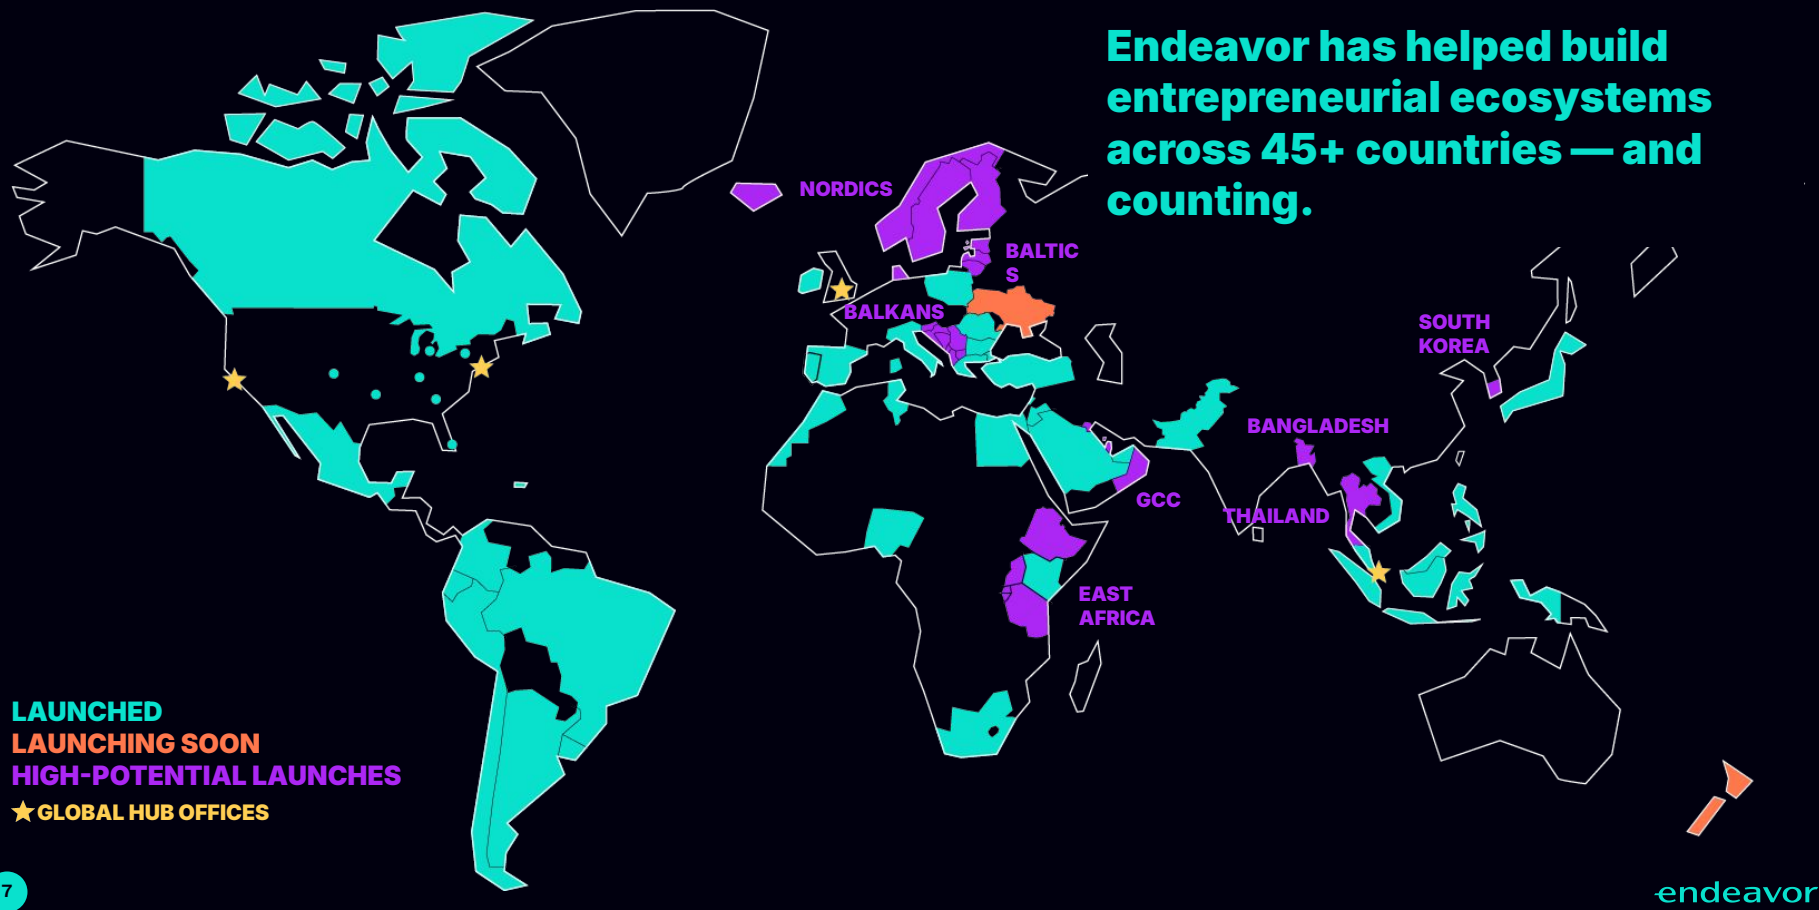 Endeavor has helped build
entrepreneurial ecosystems
across 45+ countries — and
counting.
NORDICS
BALTIC
S
BALKANS
SOUTH
KOREA
BANGLADESH
GCC
THAILAND
EAST
AFRICA
LAUNCHED
LAUNCHING SOON
HIGH-POTENTIAL LAUNCHES
GLOBAL HUB OFFICES
7
endeavor